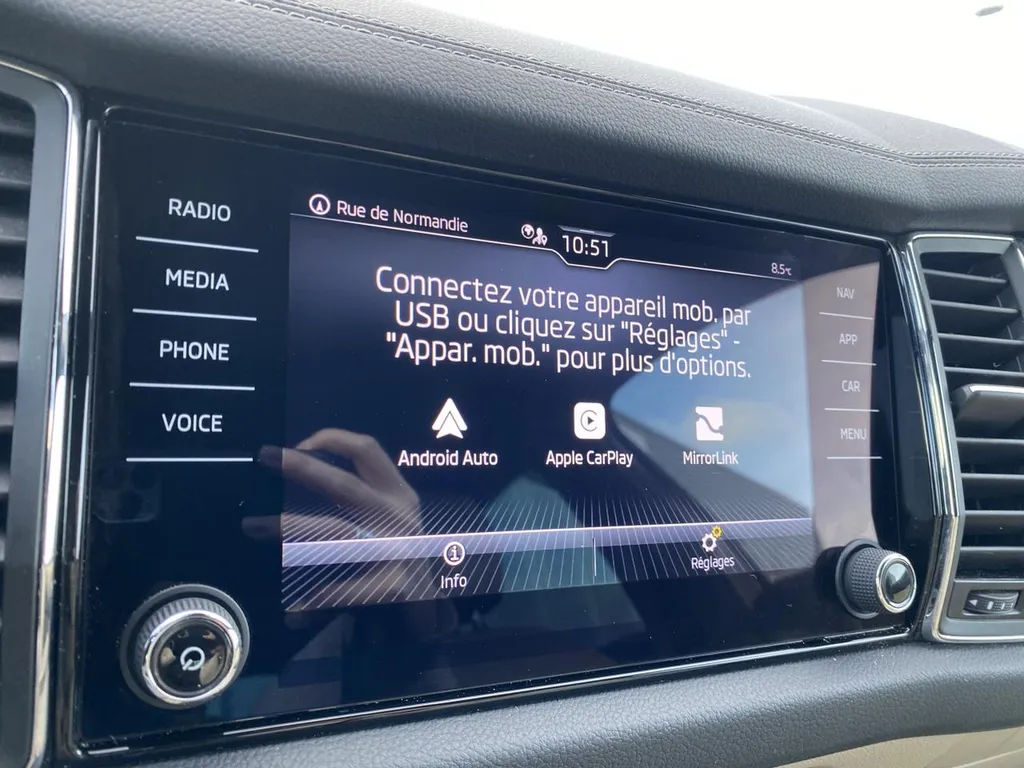 RADIO
MEDIA
PHONE
VOICE
Rue de Normandie
10:51
8.5°C
Connectez votre appareil mob. par
USB ou cliquez sur "Réglages" -
"Appar. mob." pour plus d'options.
Android Auto
Apple CarPlay
MirrorLink
Info
Réglages
NAV
APP
CAR
MENU